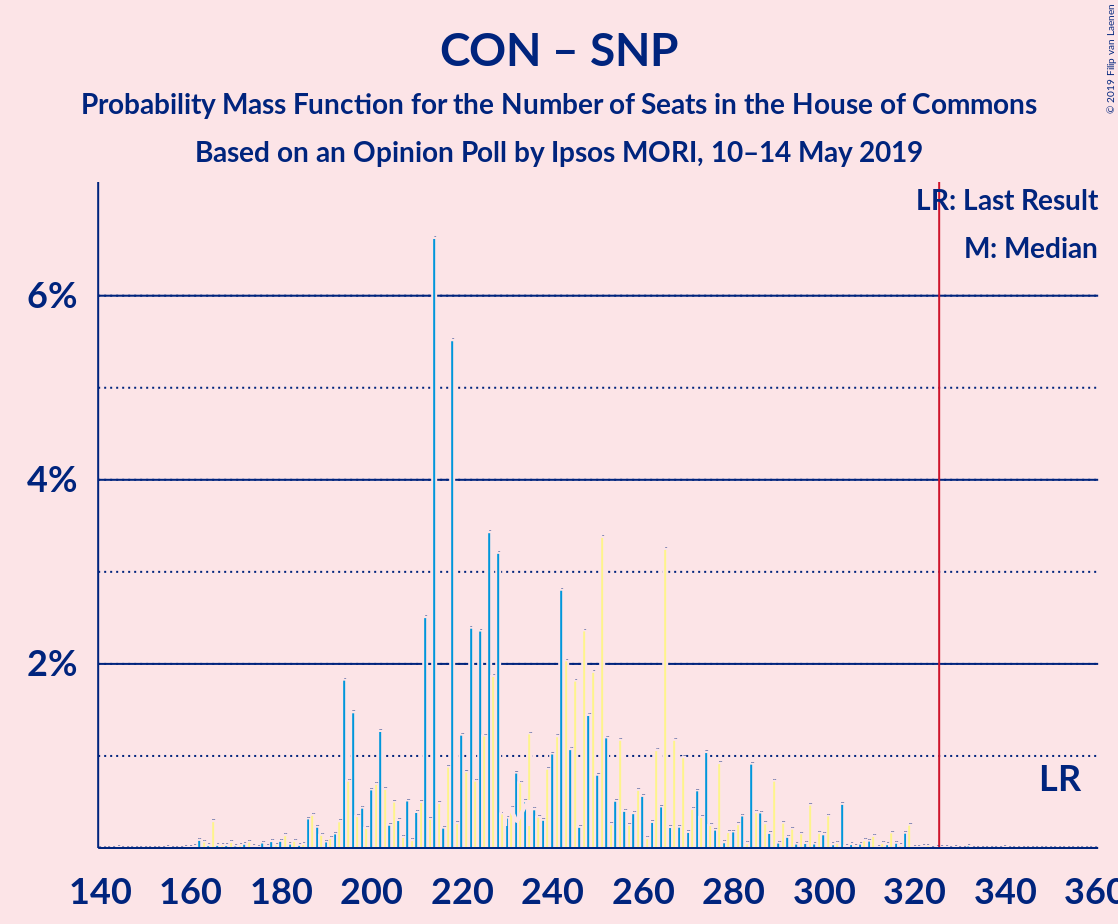 CON – SNP
Probability Mass Function for the Number of Seats in the House of Commons
Based on an Opinion Poll by Ipsos MORI, 10–14 May 2019
© 2019 Filip van Laenen
LR: Last Result
M: Median
6%
4%
2%
LR
140 160 180 200 220 240 260 280 300 320 340 360